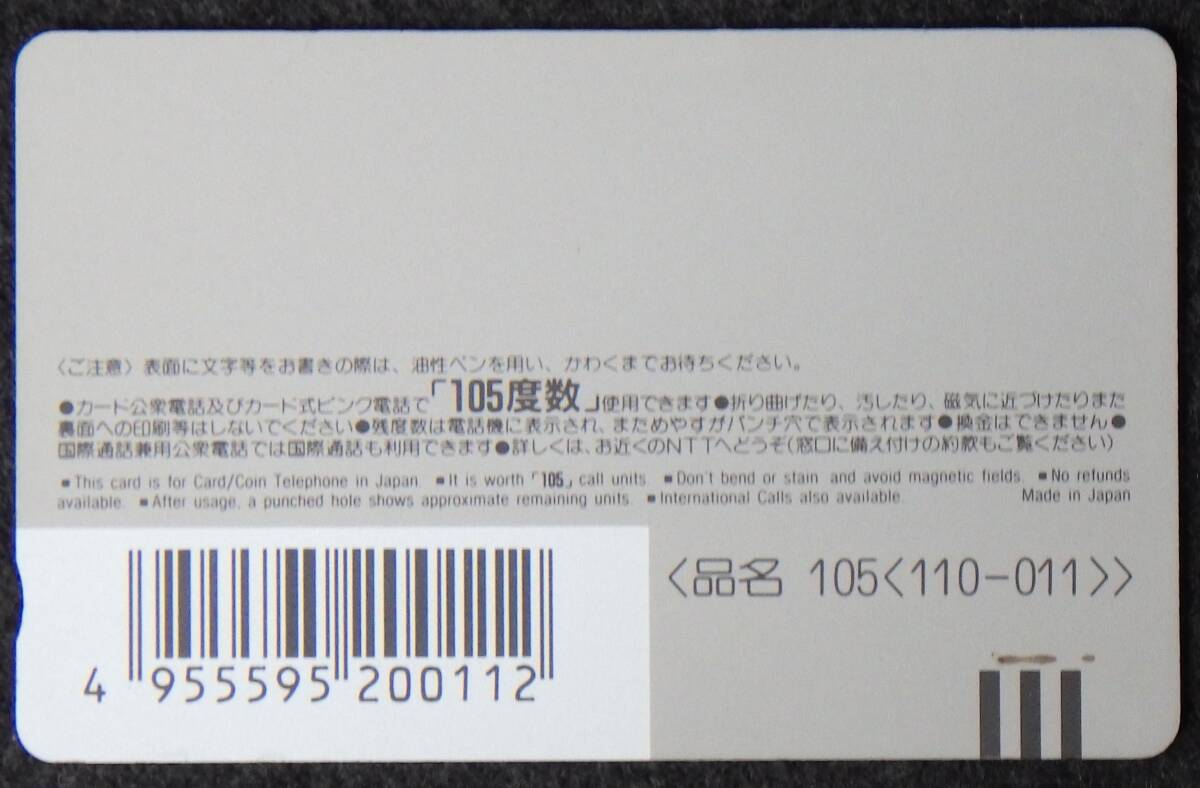 〈ご注意〉表面に文字等をお書きの際は、油性ペンを用い、かわくまでお待ちください。
●カード公衆電話及びカード式ピンク電話で「105度数」使用できます●折り曲げたり、汚したり、磁気に近づけたりまた
裏面への印刷等はしないでください●残度数は電話機に表示され、まためやすがパンチ穴で表示されます●換金はできません●
国際通話兼用公衆電話では国際通話も利用できます●詳しくは、お近くのNTTへどうぞ(窓口に備え付けの約款もご覧ください)
■This card is for Card/Coin Telephone in Japan. ■It is worth「105」call units. ■Don't bend or stain and avoid magnetic fields. ■No refunds
available. ■After usage, a punched hole shows approximate remaining units. ■International Calls also available. Made in Japan
〈品名 105〈110-011〉〉
4 955595 200112